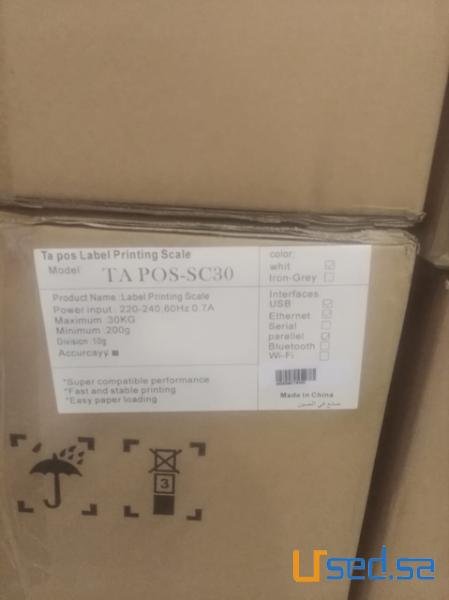 Ta pos Label Printing Scale
Model: TA POS-SC30
Product Name :Label Printing Scale
Power input : 220-240,60Hz 0.7A
Maximum :30KG
Minimum :200g
Division :10g
Accurcayy
*Super compatible performance
*Fast and stable printing
*Easy paper loading
color:
whit
Iron-Grey
Interfaces
USB
Ethernet
Serial
parallel
Bluetooth
Wi-Fi
Made in China
صنع في الصين
3
Used.sa